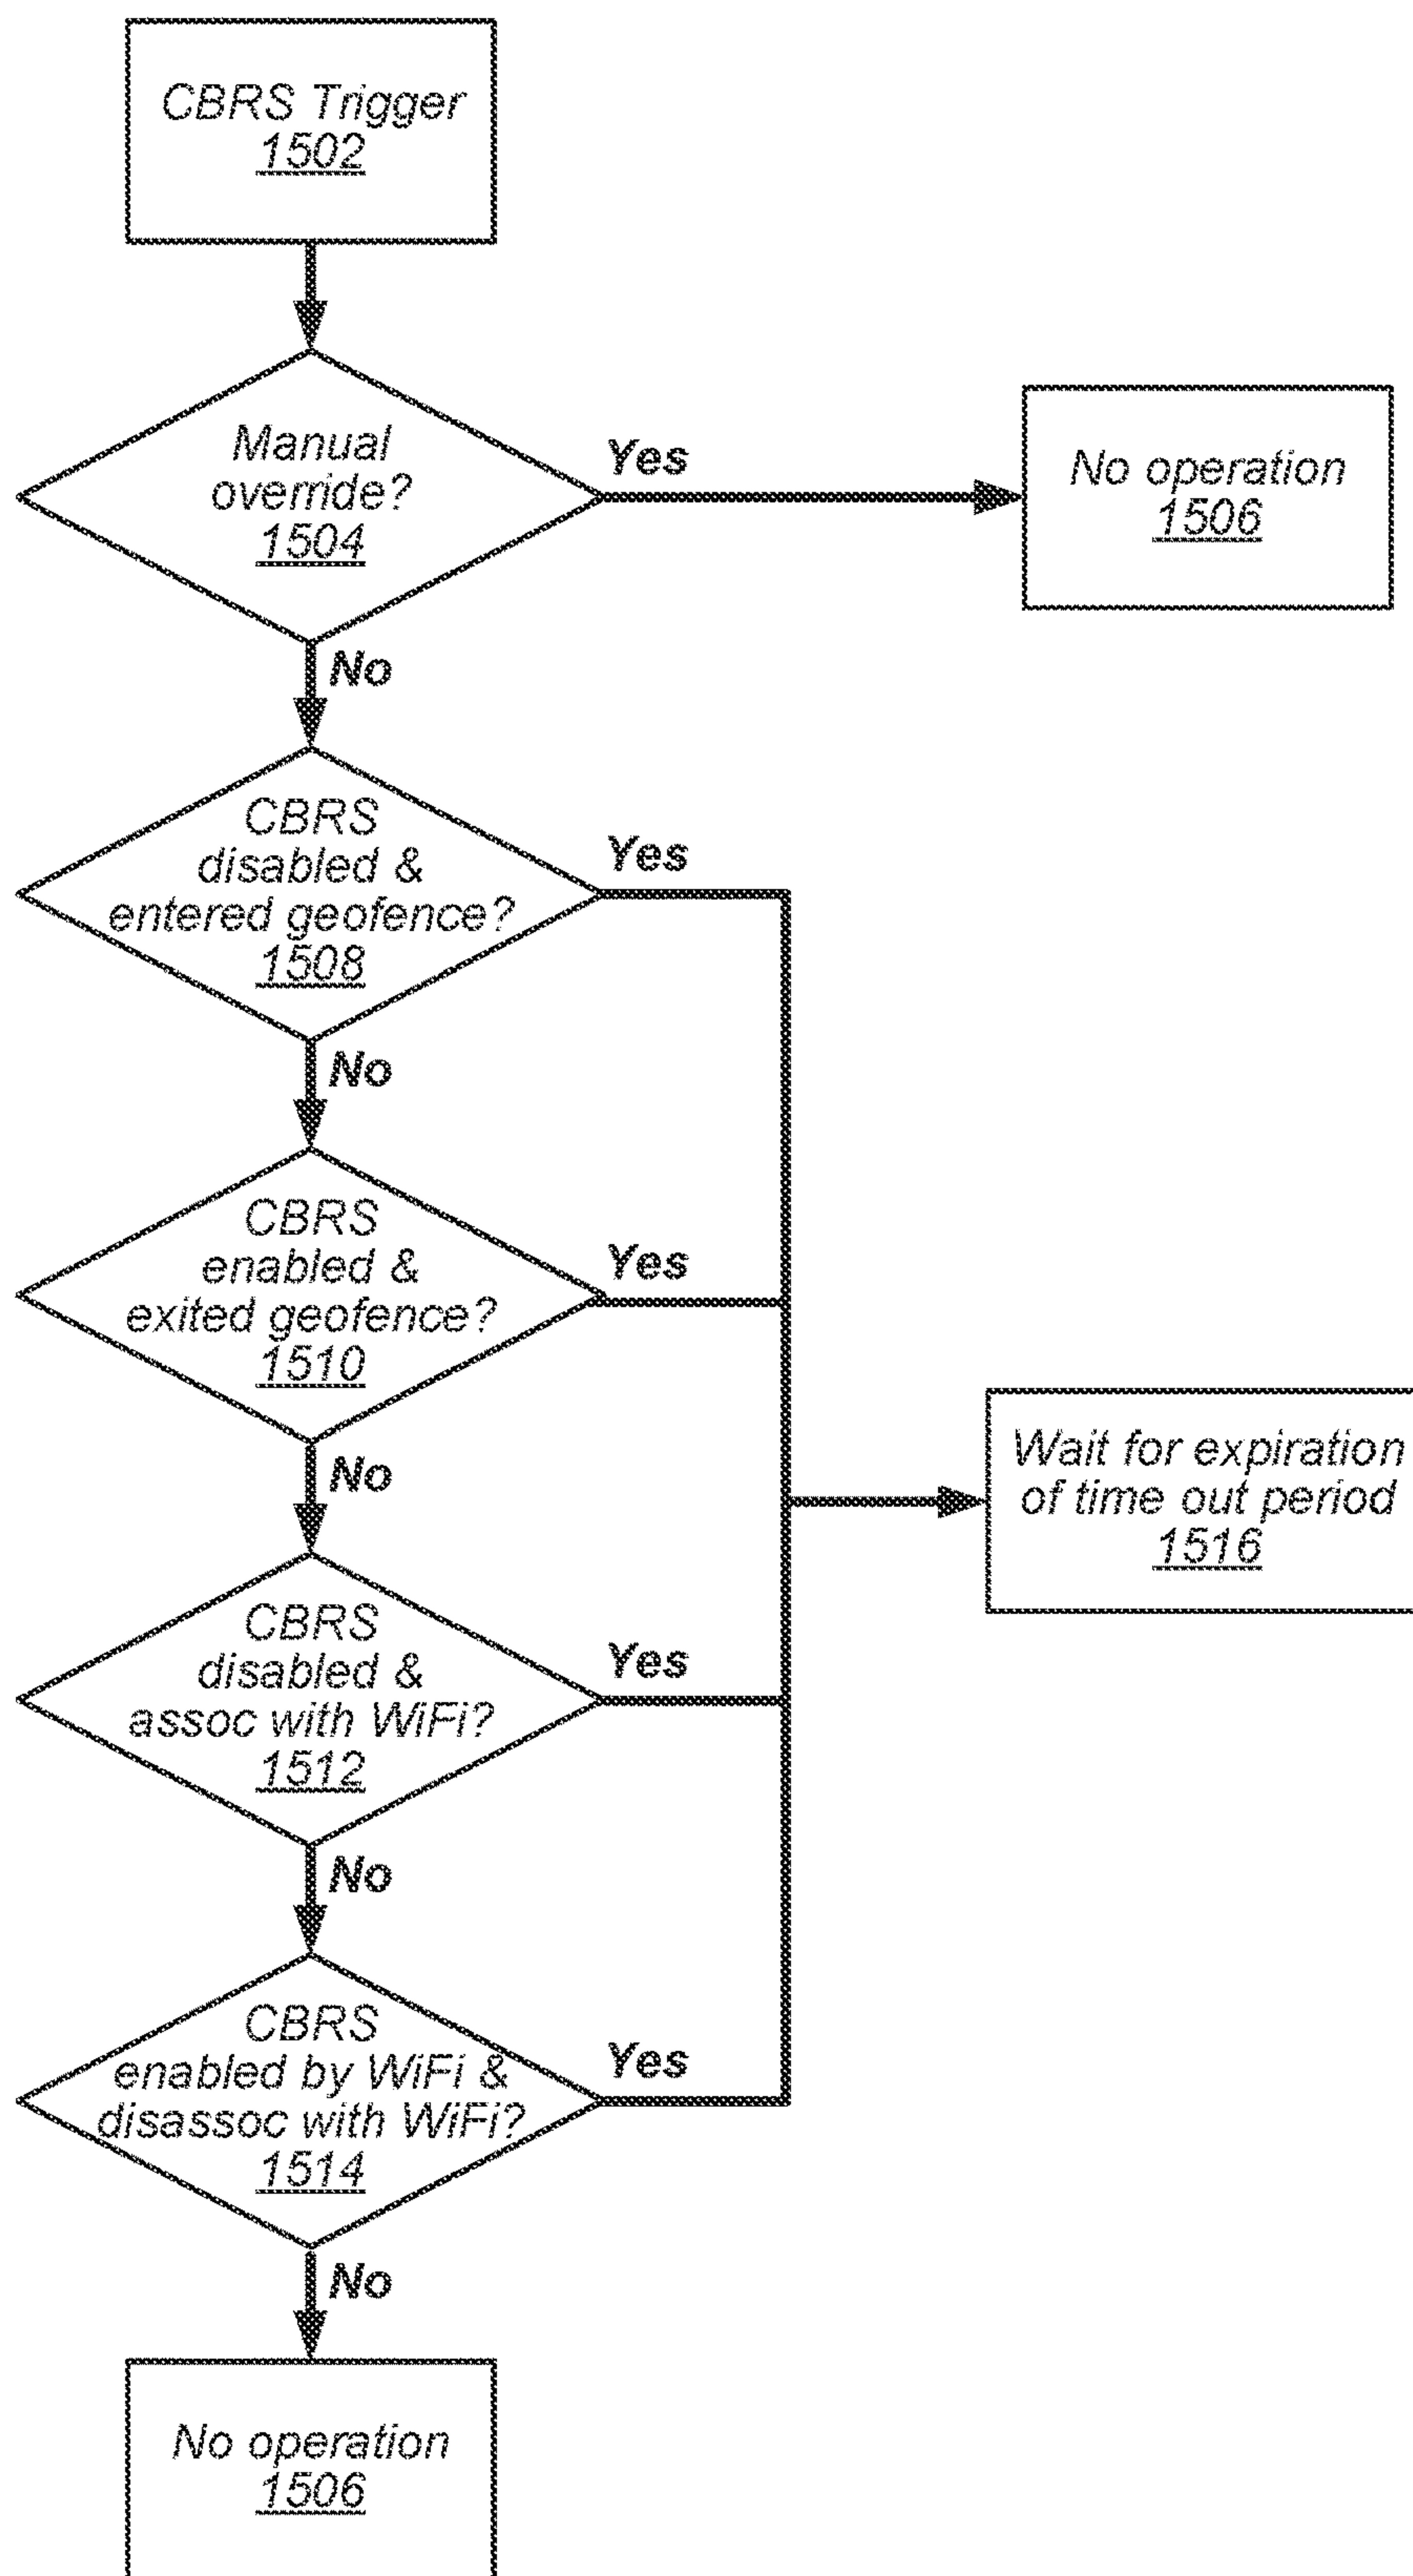 CBRS Trigger
1502
Manual
override?
1504
Yes
No operation
1506
No
CBRS
disabled &
entered geofence?
1508
Yes
No
CBRS
enabled &
exited geofence?
1510
Yes
No
Wait for expiration
of time out period
1516
CBRS
disabled &
assoc with WiFi?
1512
Yes
No
CBRS
enabled by WiFi &
disassoc with WiFi?
1514
Yes
No
No operation
1506